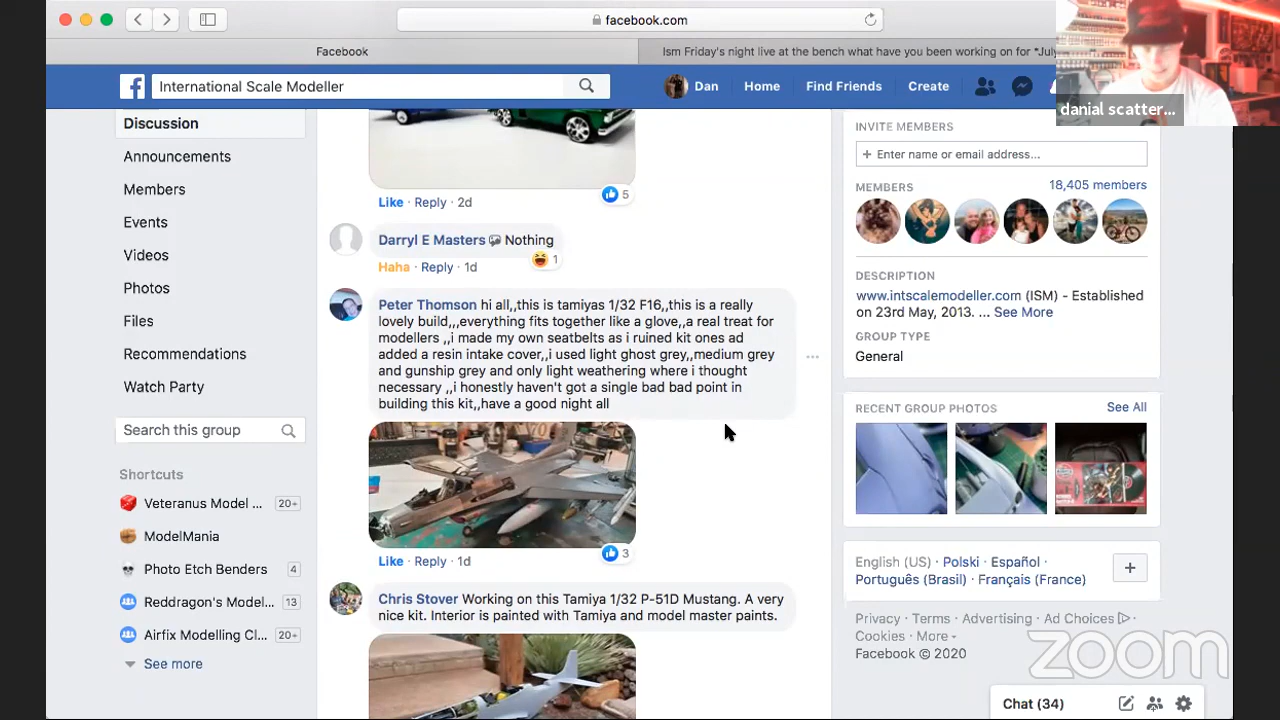 facebook.com
Facebook
Ism Friday's night live at the bench what have you been working on for *July
International Scale Modeller
Dan
Home
Find Friends
Create
danial scatter...
Discussion
Announcements
Members
Events
Videos
Photos
Files
Recommendations
Watch Party
Search this group
Shortcuts
Veteranus Model ... 20+
ModelMania
Photo Etch Benders 4
Reddragon's Model... 13
Airfix Modelling Cl... 20+
See more
Like · Reply · 2d
5
Darryl E Masters Nothing
1
Haha · Reply · 1d
Peter Thomson hi all,,this is tamiyas 1/32 F16,,this is a really
lovely build,,,everything fits together like a glove,,a real treat for
modellers ,,i made my own seatbelts as i ruined kit ones ad
added a resin intake cover,,i used light ghost grey,,medium grey
and gunship grey and only light weathering where i thought
necessary ,,i honestly haven't got a single bad bad point in
building this kit,,have a good night all
Like · Reply · 1d
3
Chris Stover Working on this Tamiya 1/32 P-51D Mustang. A very
nice kit. Interior is painted with Tamiya and model master paints.
INVITE MEMBERS
+ Enter name or email address...
MEMBERS
18,405 members
DESCRIPTION
www.intscalemodeller.com (ISM) - Established
on 23rd May, 2013. ... See More
GROUP TYPE
General
RECENT GROUP PHOTOS
See All
English (US) · Polski · Español ·
Português (Brasil) · Français (France)
Privacy · Terms · Advertising · Ad Choices ·
Cookies · More
Facebook © 2020
zoom
Chat (34)